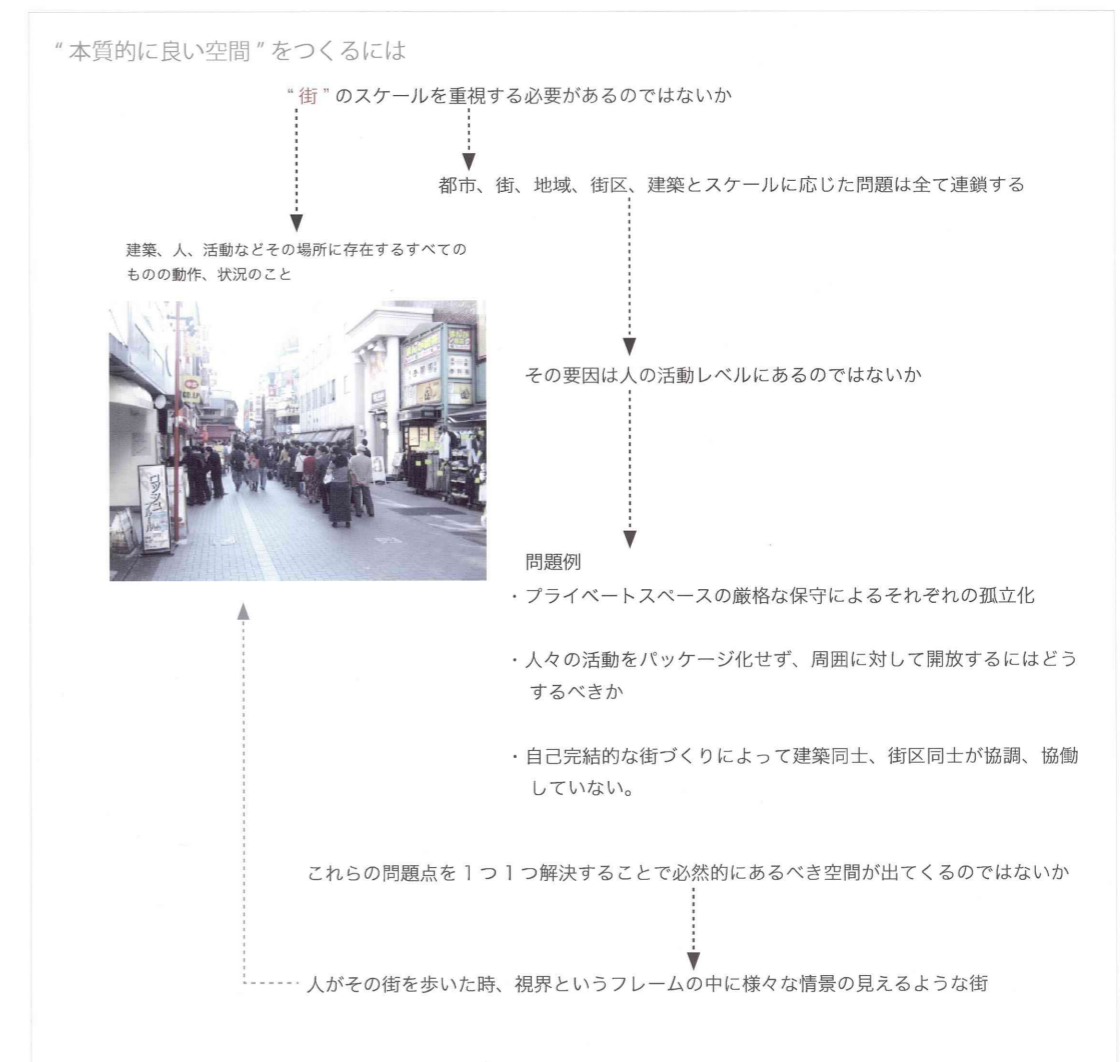 “本質的に良い空間”をつくるには
“街”のスケールを重視する必要があるのではないか
都市、街、地域、街区、建築とスケールに応じた問題は全て連鎖する
建築、人、活動などその場所に存在するすべての
ものの動作、状況のこと
ロッジュ
その要因は人の活動レベルにあるのではないか
問題例
・プライベートスペースの厳格な保守によるそれぞれの孤立化
・人々の活動をパッケージ化せず、周囲に対して開放するにはどう
するべきか
・自己完結的な街づくりによって建築同士、街区同士が協調、協働
していない。
これらの問題点を1つ1つ解決することで必然的にあるべき空間が出てくるのではないか
人がその街を歩いた時、視界というフレームの中に様々な情景の見えるような街